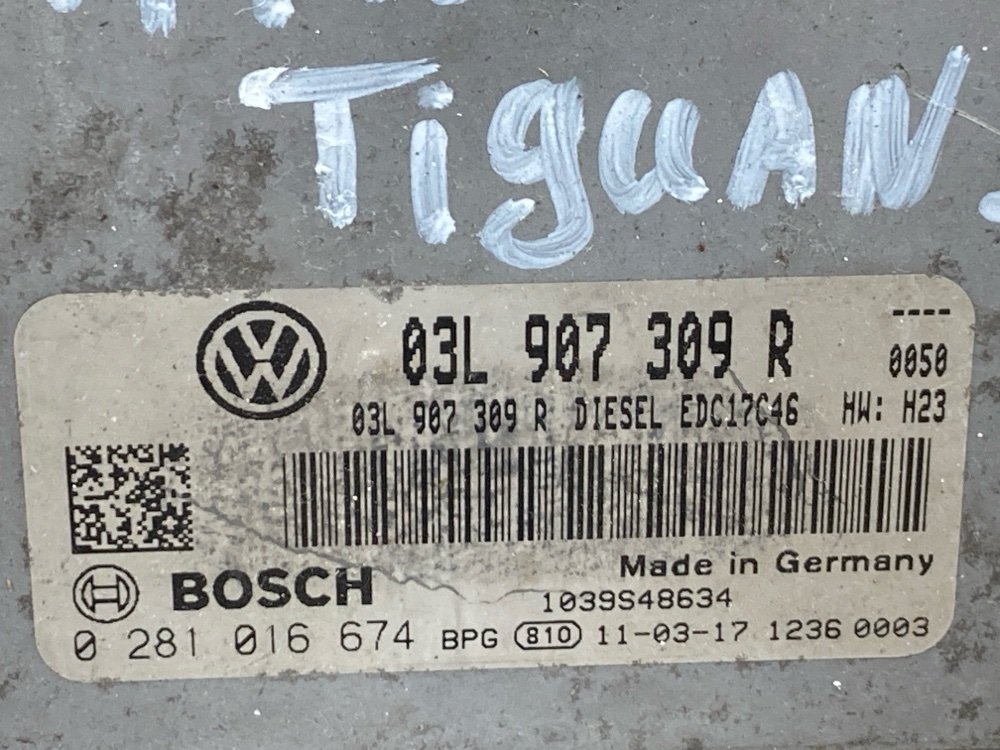 TiguAN
03L 907 309 R ----
0050
03L 907 309 R DIESEL EDC17C46 HW: H23
Made in Germany
BOSCH
1039S48634
0 281 016 674 BPG 810 11-03-17 1236 0003